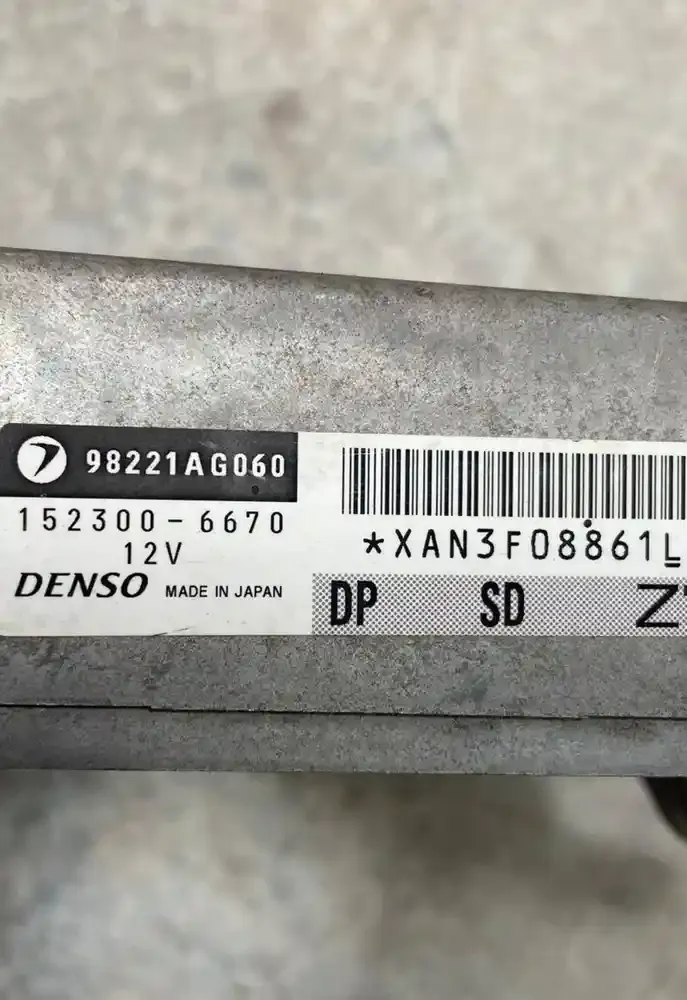 98221AG060
152300-6670
12V
DENSO MADE IN JAPAN
*XAN3F08861L
DP SD